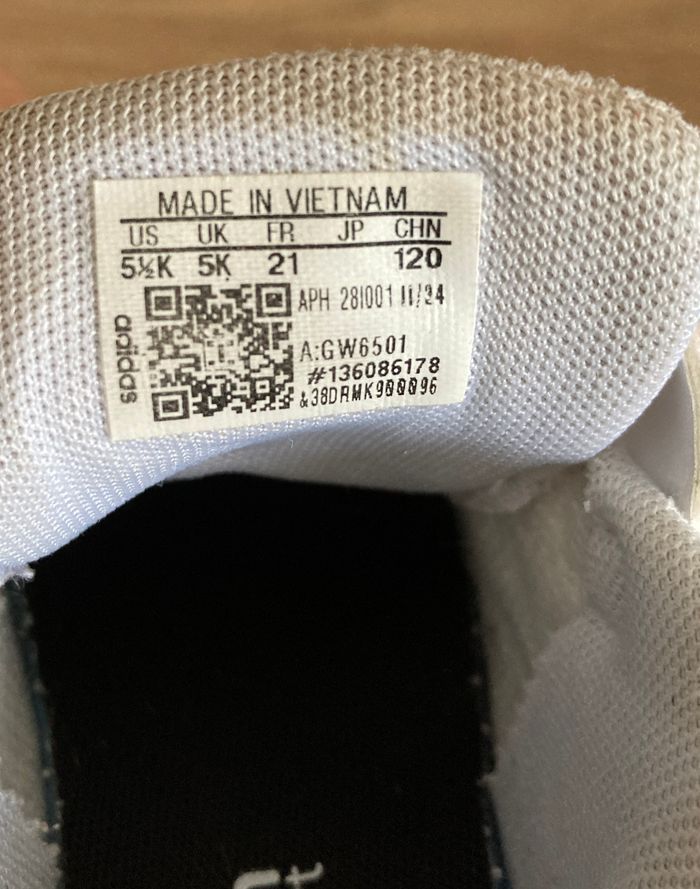 MADE IN VIETNAM
US UK FR JP CHN
5½K 5K 21 120
APH 281001 11/24
A:GW6501
#136086178
&38DRMK900096
adidas